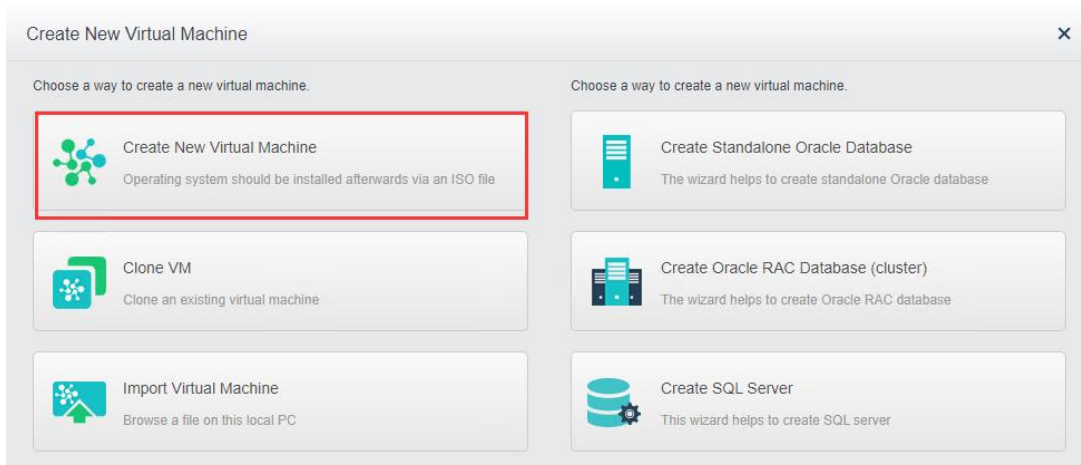 Create New Virtual Machine
Choose a way to create a new virtual machine.
Create New Virtual Machine
Operating system should be installed afterwards via an ISO file
Clone VM
Clone an existing virtual machine
Import Virtual Machine
Browse a file on this local PC
Choose a way to create a new virtual machine.
Create Standalone Oracle Database
The wizard helps to create standalone Oracle database
Create Oracle RAC Database (cluster)
The wizard helps to create Oracle RAC database
Create SQL Server
This wizard helps to create SQL server